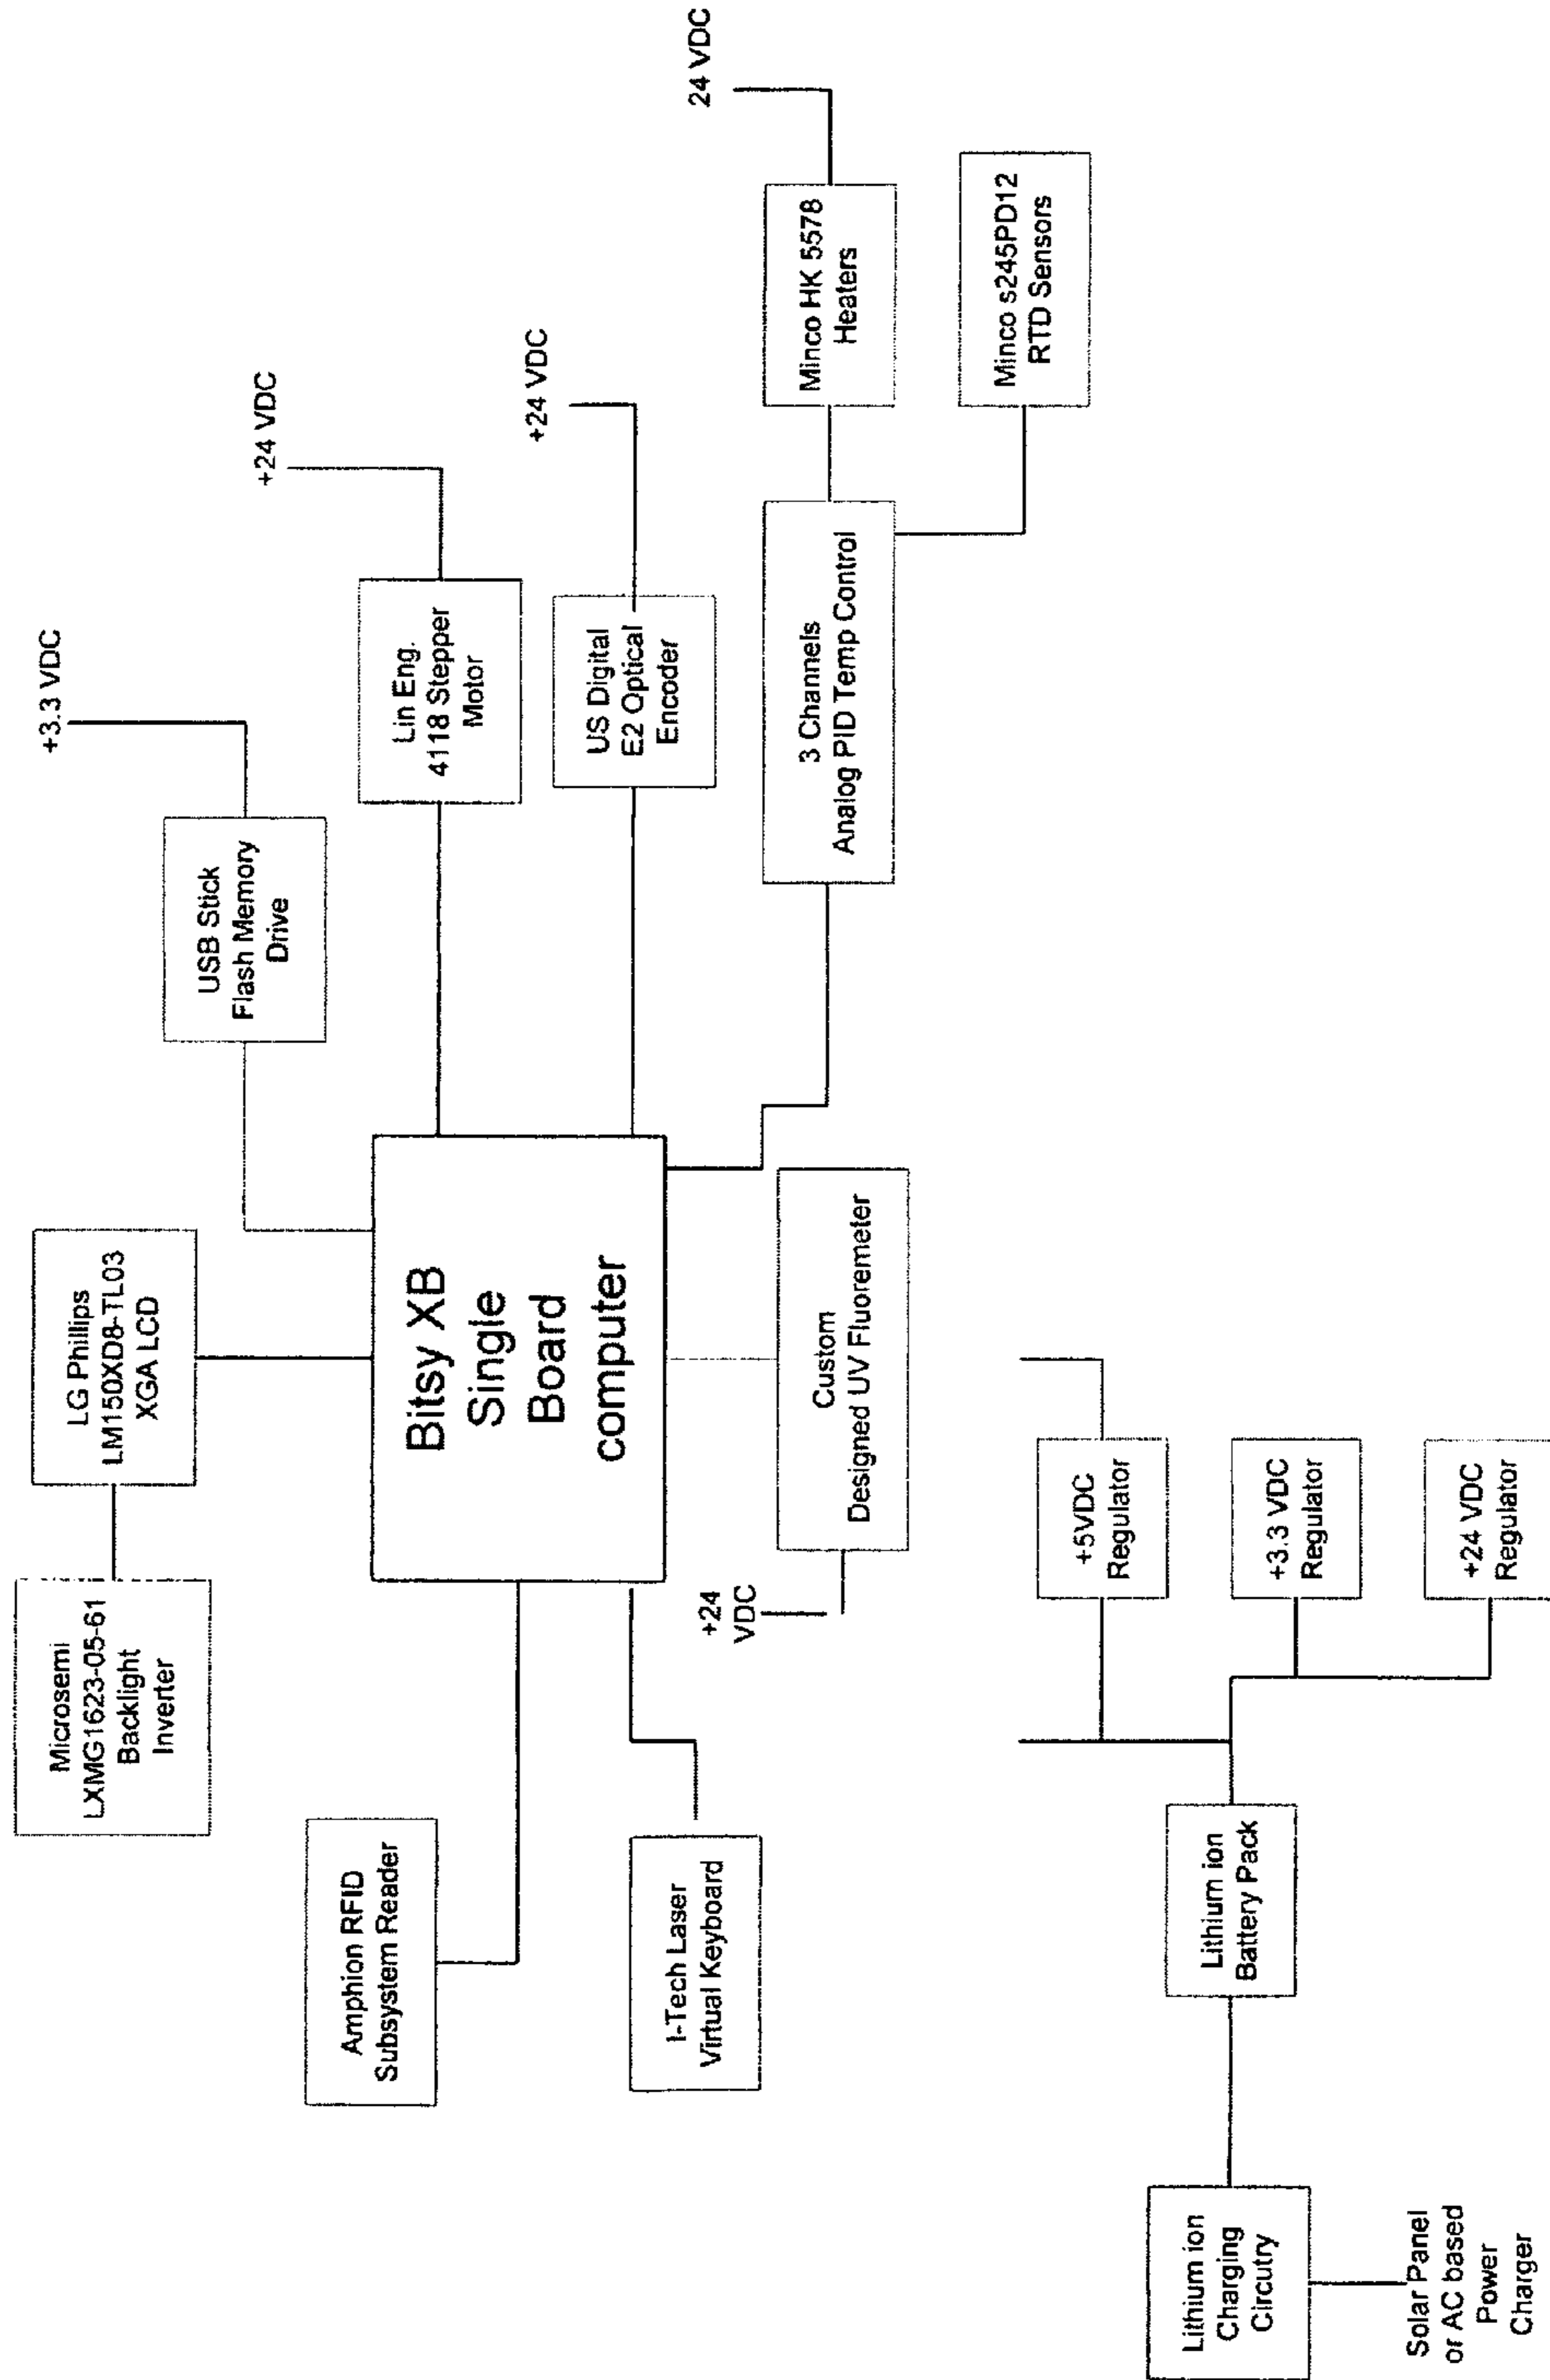 Microsemi
LXMG1623-05-61
Backlight
Inverter
LG Phillips
LM150XD8-TL03
XGA LCD
+3.3 VDC
USB Stick
Flash Memory
Drive
Amphion RFID
Subsystem Reader
+24 VDC
Lin Eng.
4118 Stepper
Motor
Bitsy XB
Single
Board
computer
+24 VDC
US Digital
E2 Optical
Encoder
I-Tech Laser
Virtual Keyboard
+24
VDC
Custom
Designed UV Fluoremeter
3 Channels
Analog PID Temp Control
24 VDC
Minco HK 5578
Heaters
Minco s245PD12
RTD Sensors
+5VDC
Regulator
+3.3 VDC
Regulator
+24 VDC
Regulator
Lithium ion
Battery Pack
Lithium ion
Charging
Circutry
Solar Panel
or AC based
Power
Charger